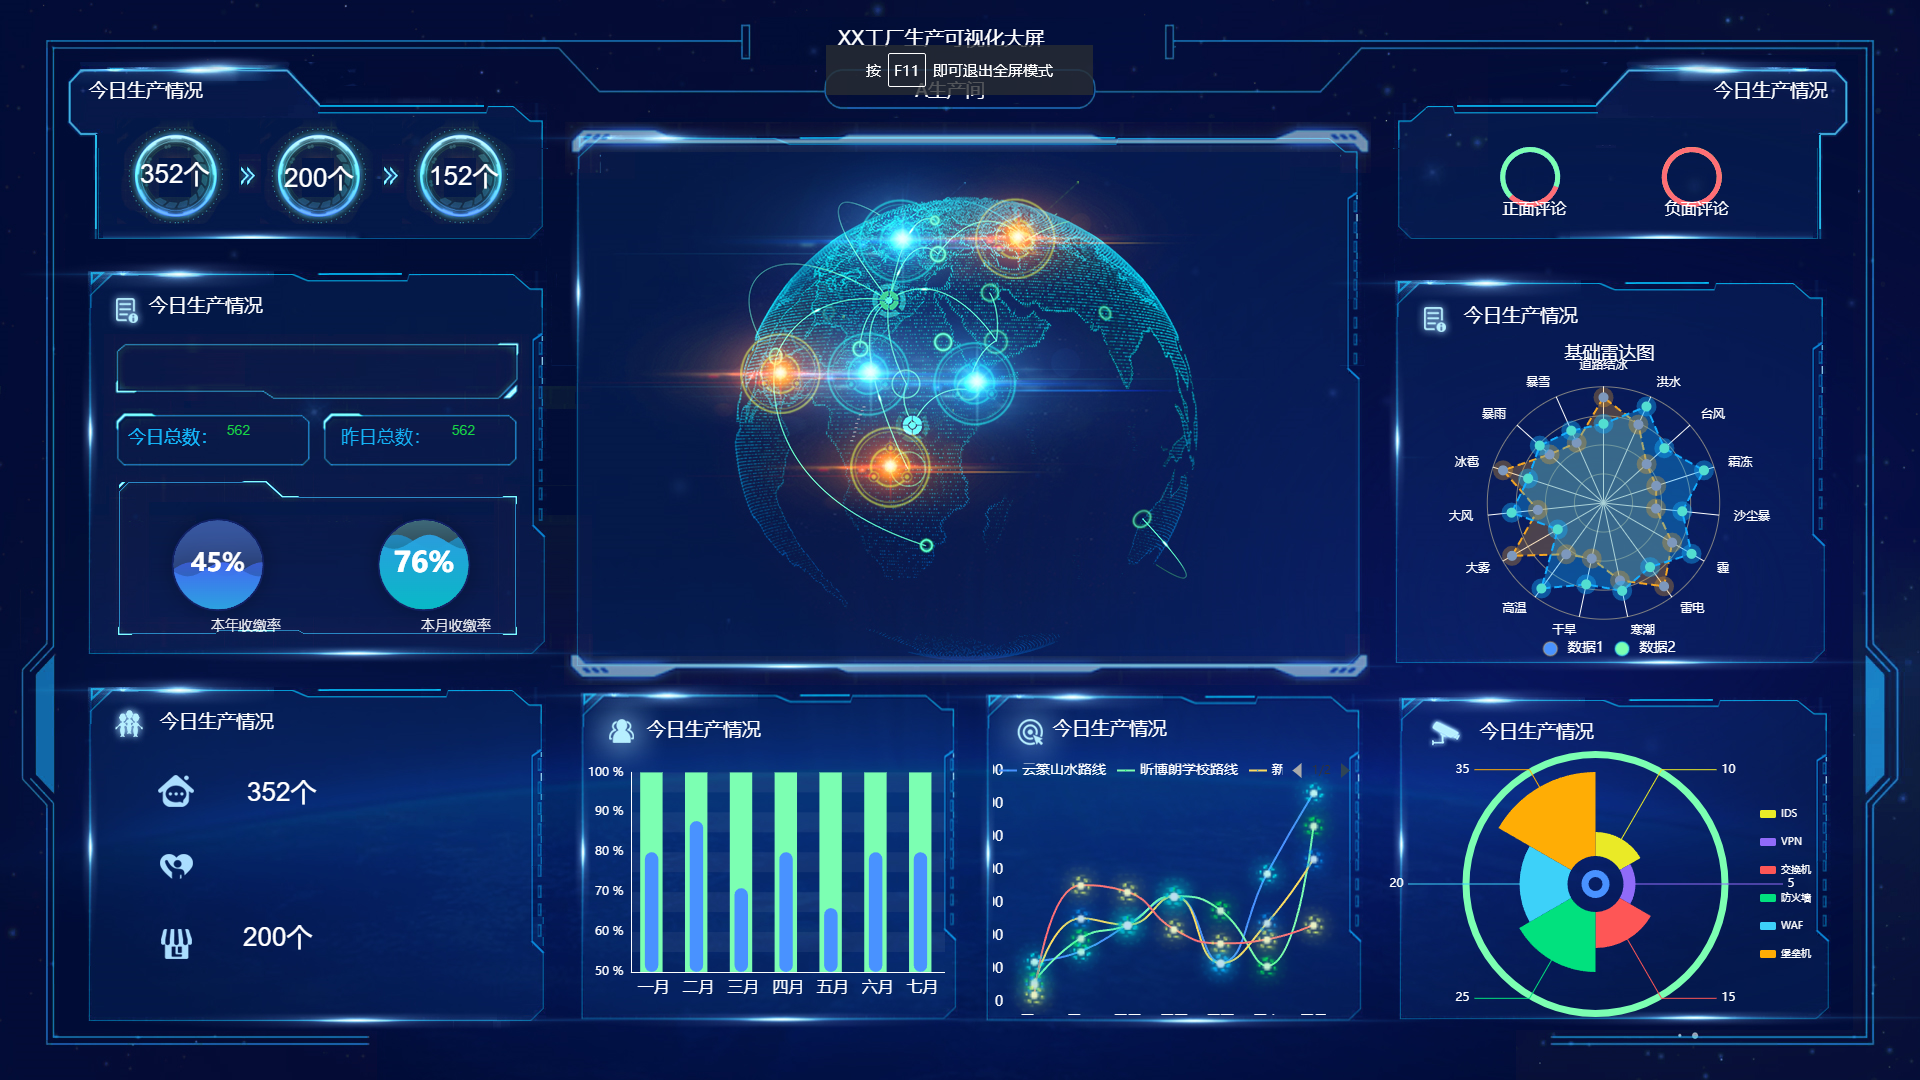 XX工厂生产可视化大屏
按 F11 即可退出全屏模式
A生产间
今日生产情况
352个
200个
152个
今日生产情况
正面评论
负面评论
今日生产情况
今日总数：
562
昨日总数：
562
45%
76%
本年收缴率
本月收缴率
今日生产情况
基础雷达图
道路结冰
暴雪
洪水
暴雨
台风
冰雹
霜冻
大风
沙尘暴
大雾
霾
高温
雷电
干旱
寒潮
数据1
数据2
今日生产情况
352个
200个
今日生产情况
100 %
90 %
80 %
70 %
60 %
50 %
一月
二月
三月
四月
五月
六月
七月
今日生产情况
云篆山水路线
昕博朗学校路线
新
0
今日生产情况
35
10
20
5
25
15
IDS
VPN
交换机
防火墙
WAF
堡垒机